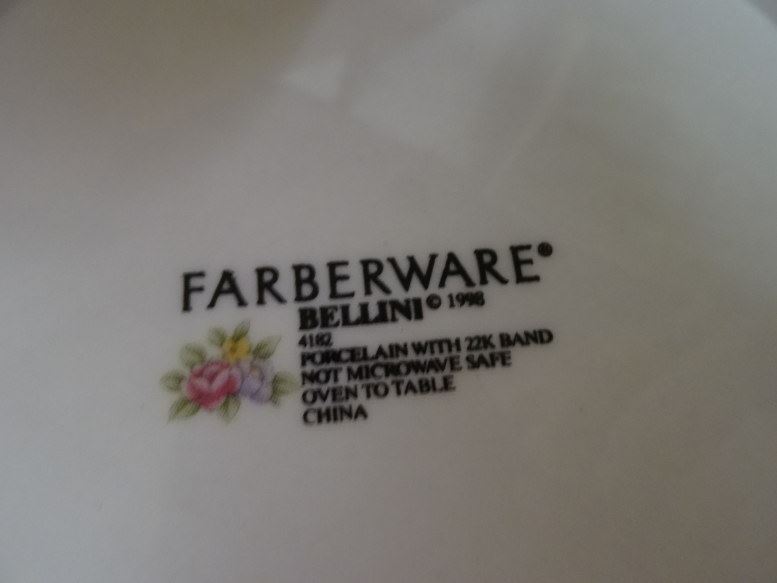 FARBERWARE®
BELLINI © 1998
4182
PORCELAIN WITH 22K BAND
NOT MICROWAVE SAFE
OVEN TO TABLE
CHINA